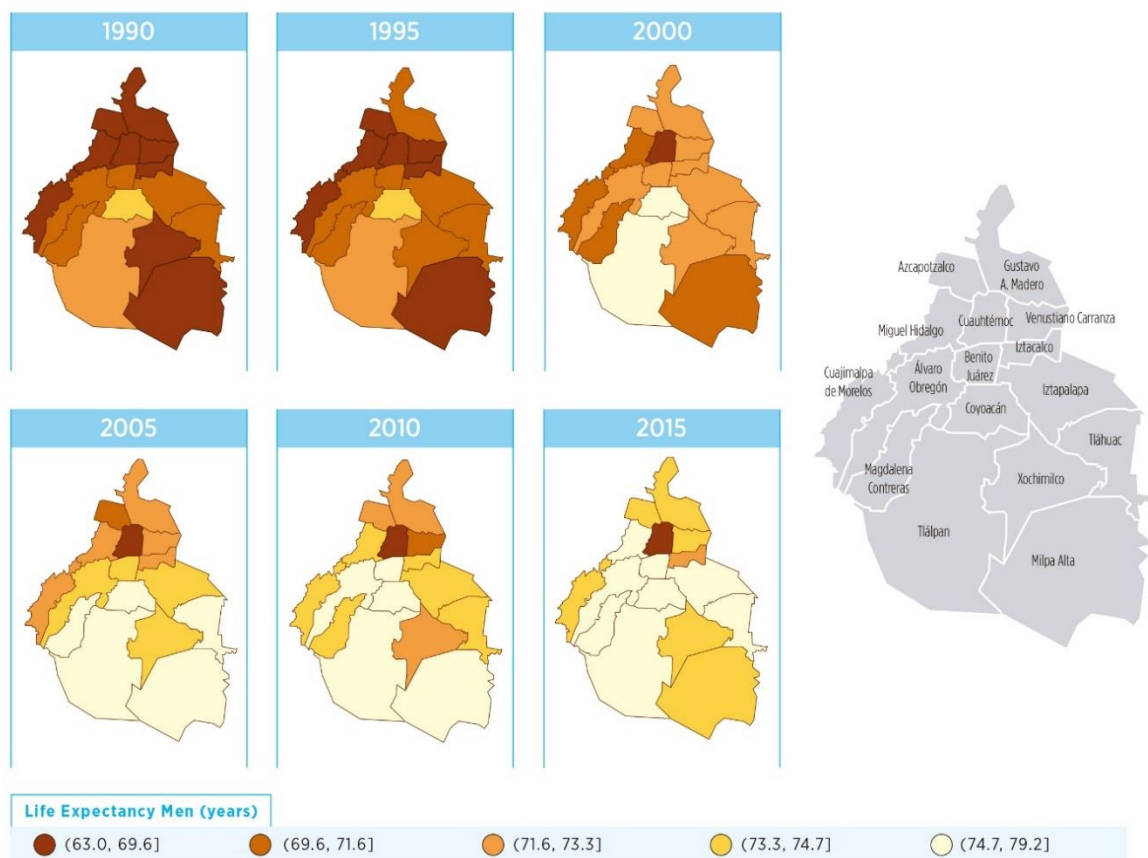 1990
1995
2000
2005
2010
2015
Azcapotzalco
Gustavo
A. Madero
Miguel Hidalgo
Cuauhtémoc
Venustiano Carranza
Iztacalco
Cuajimalpa
de Morelos
Álvaro
Obregón
Benito
Juárez
Iztapalapa
Coyoacán
Tláhuac
Magdalena
Contreras
Xochimilco
Tlálpan
Milpa Alta
Life Expectancy Men (years)
(63.0, 69.6]
(69.6, 71.6]
(71.6, 73.3]
(73.3, 74.7]
(74.7, 79.2]